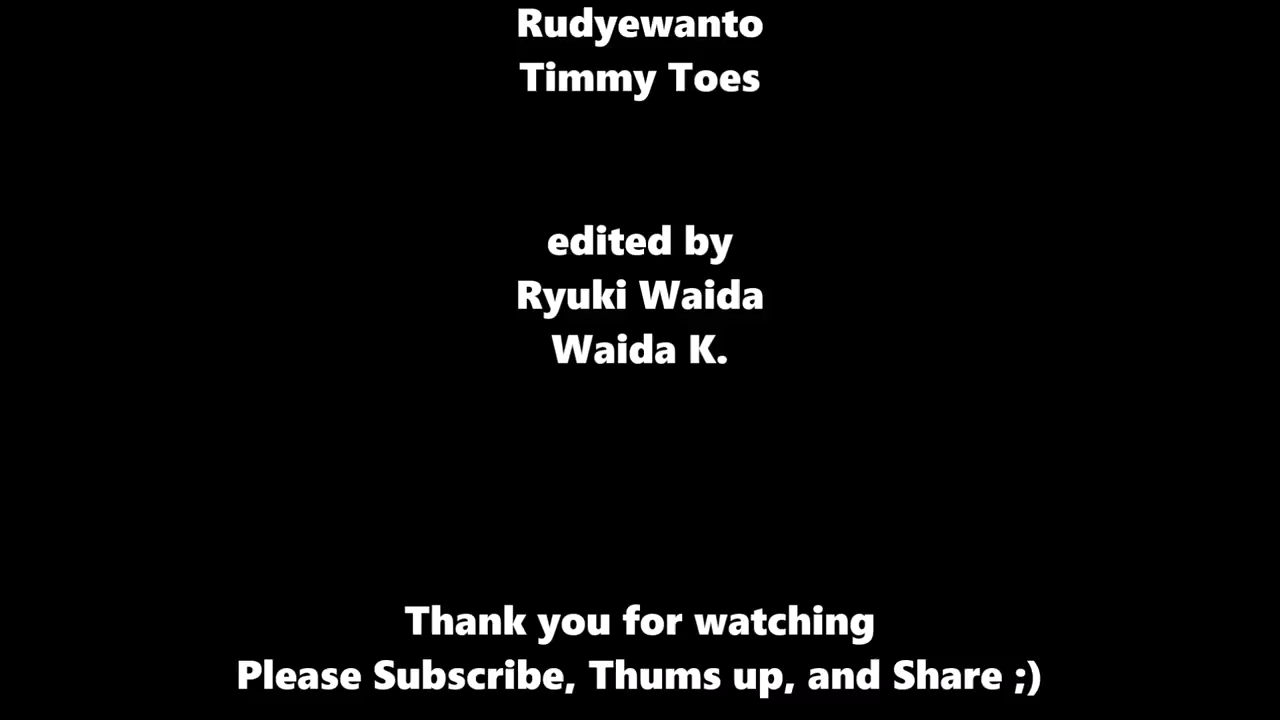 Rudyewanto
Timmy Toes
edited by
Ryuki Waida
Waida K.
Thank you for watching
Please Subscribe, Thums up, and Share ;)